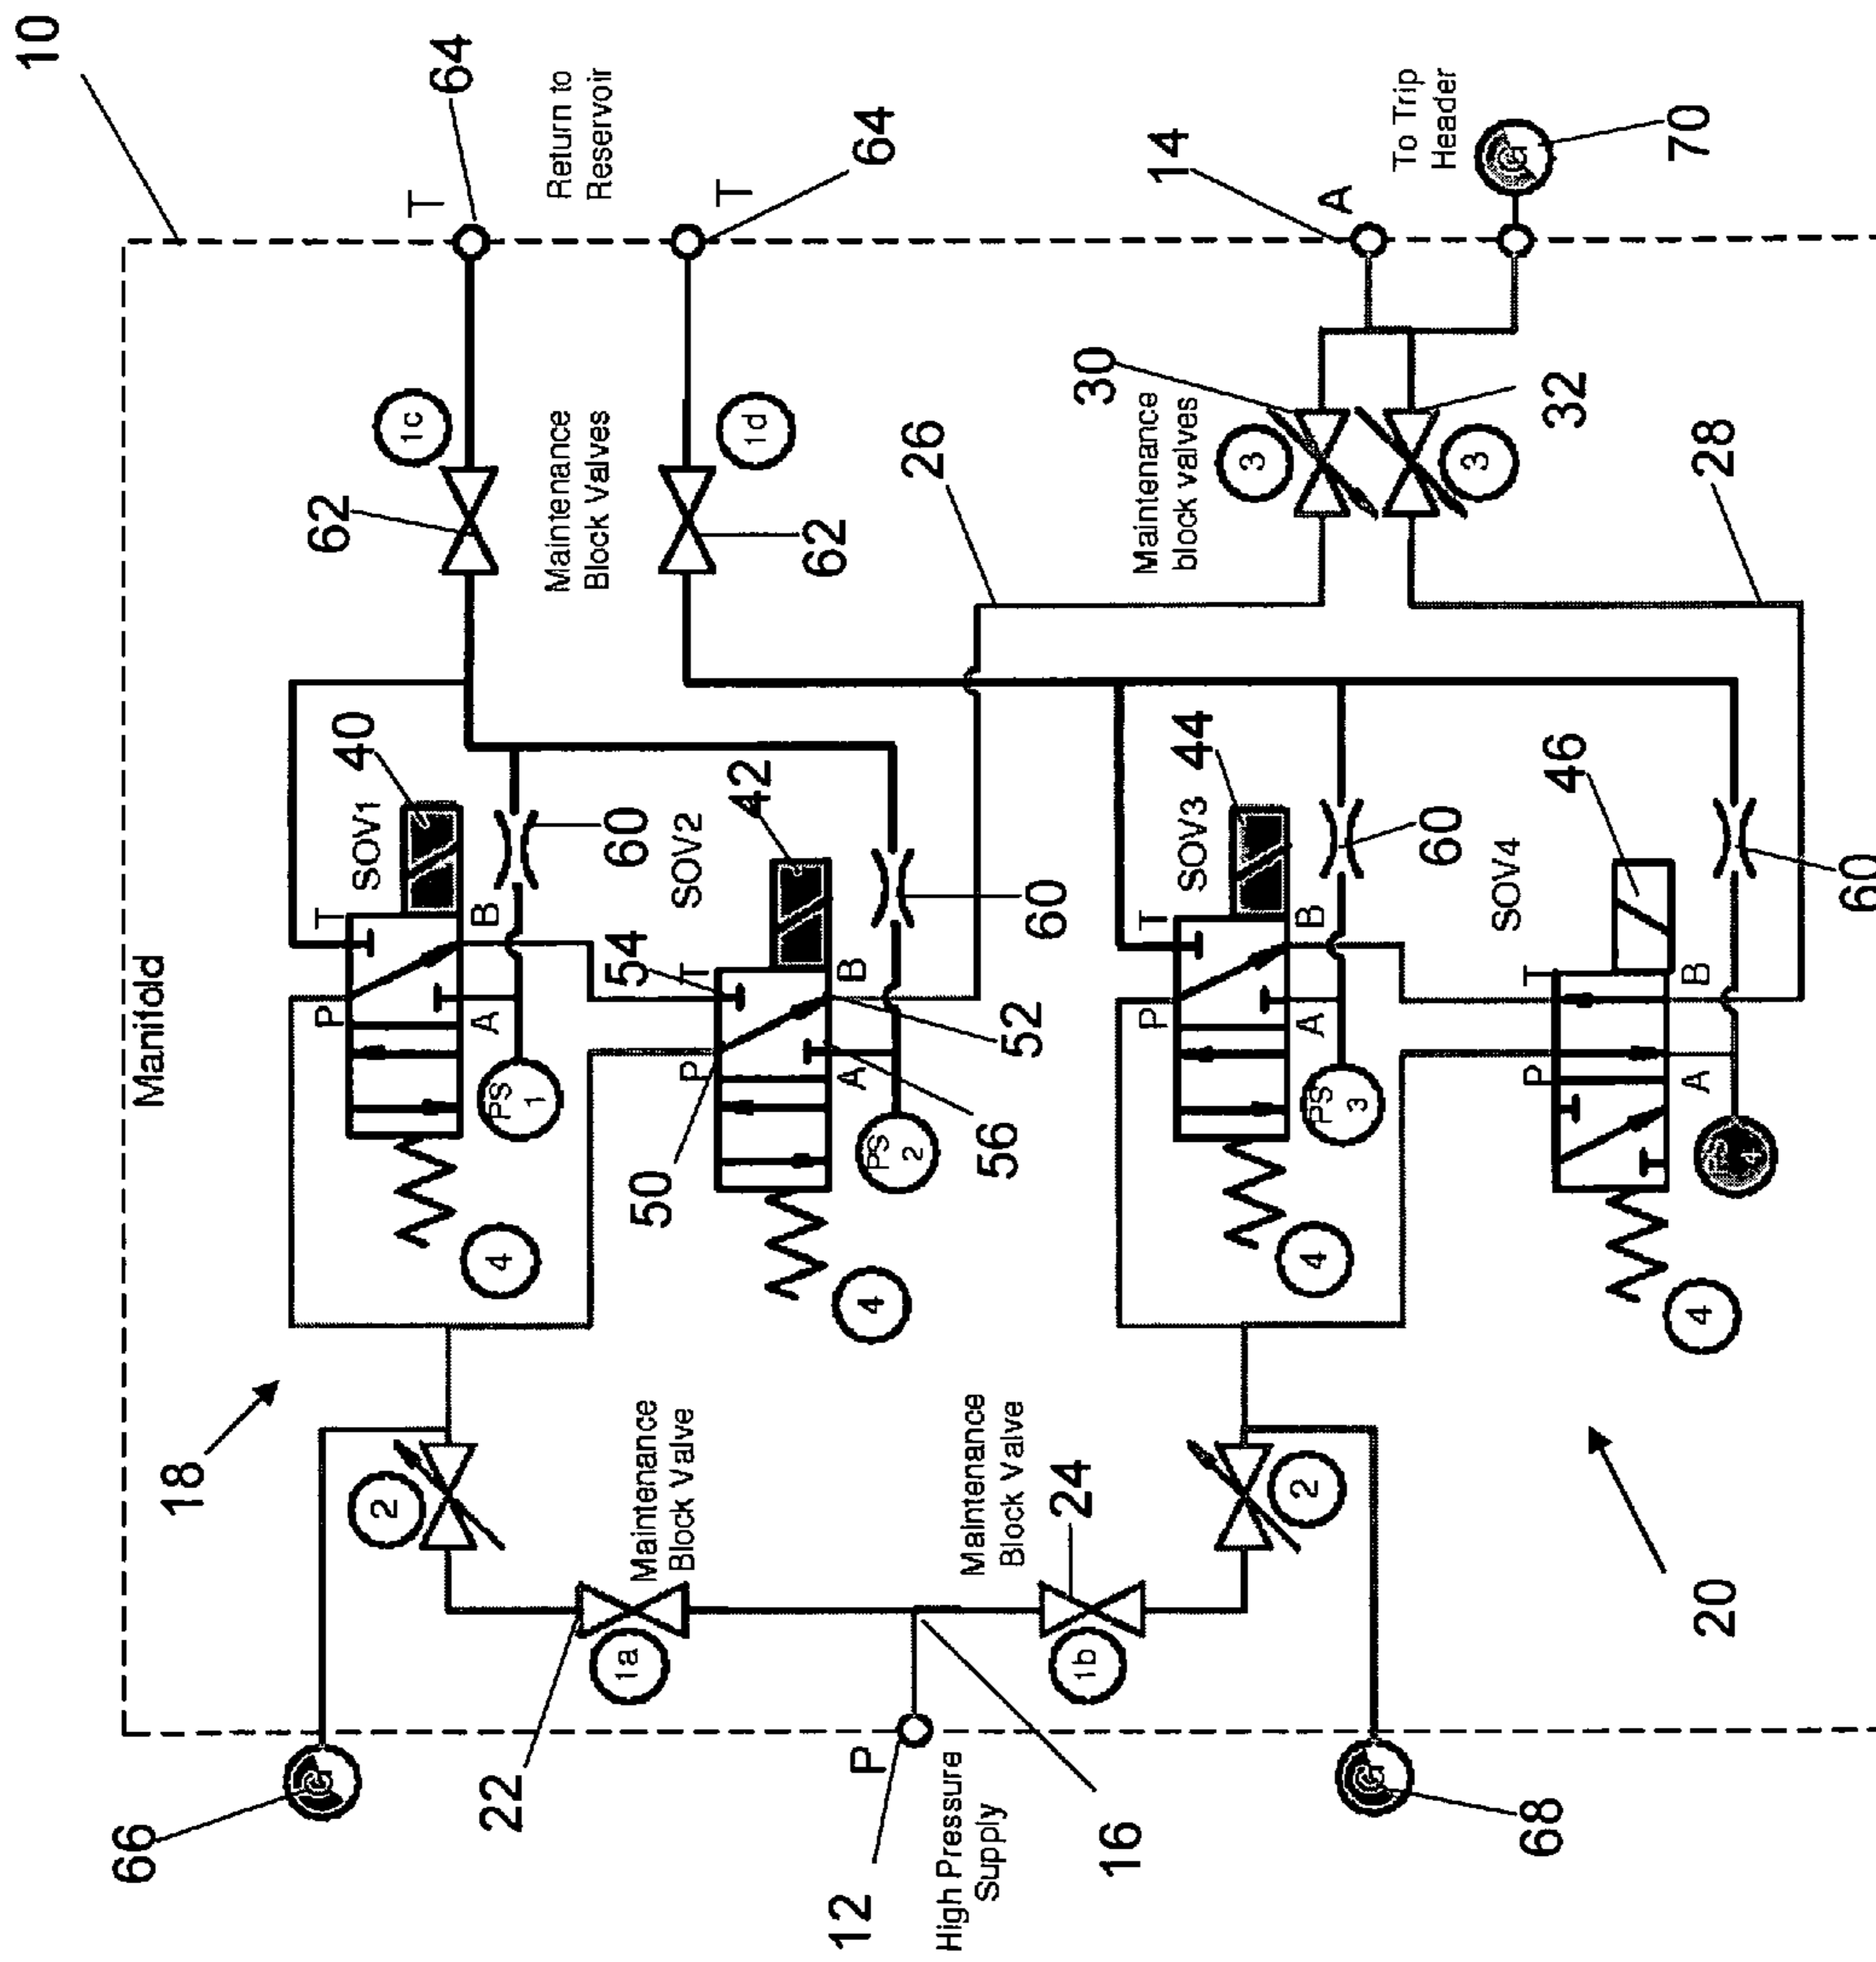 10
Manifold
64
T
Return to
Reservoir
T
64
14
A
To Trip
Header
G
70
1c
62
Maintenance
Block Valves
1d
62
26
Maintenance
block valves
30
3
3
32
28
SOV1
40
T
P
B
A
60
PS
1
4
SOV2
42
54
T
P
B
A
50
52
56
60
PS
2
4
SOV3
44
T
P
B
A
60
PS
3
4
SOV4
46
T
P
B
A
60
4
18
2
Maintenance
Block Valve
22
1a
Maintenance
Block Valve
24
1b
2
20
66
G
P
12
High Pressure
Supply
16
G
68